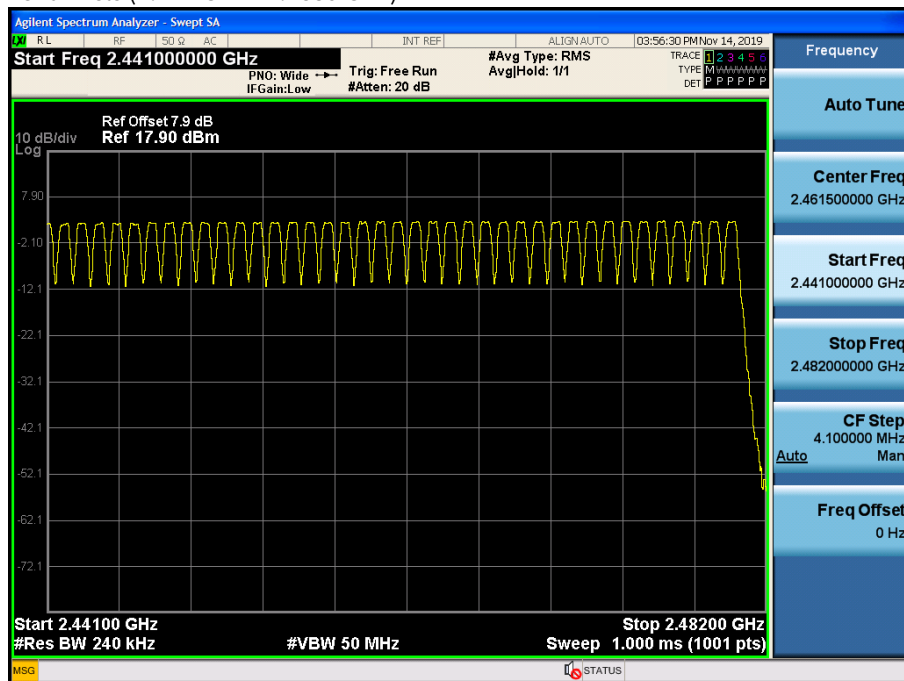 Agilent Spectrum Analyzer - Swept SA
LXI RL RF 50 Ω AC INT REF ALIGN AUTO 03:56:30 PM Nov 14, 2019
Start Freq 2.441000000 GHz
PNO: Wide
IFGain:Low
Trig: Free Run
#Atten: 20 dB
#Avg Type: RMS
Avg|Hold: 1/1
TRACE 1 2 3 4 5 6
TYPE M W W W W W
DET P P P P P P
Ref Offset 7.9 dB
10 dB/div Ref 17.90 dBm
Log
7.90
-2.10
-12.1
-22.1
-32.1
-42.1
-52.1
-62.1
-72.1
Start 2.44100 GHz Stop 2.48200 GHz
#Res BW 240 kHz #VBW 50 MHz Sweep 1.000 ms (1001 pts)
MSG STATUS
Frequency
Auto Tune
Center Freq
2.461500000 GHz
Start Freq
2.441000000 GHz
Stop Freq
2.482000000 GHz
CF Step
4.100000 MHz
Auto Man
Freq Offset
0 Hz